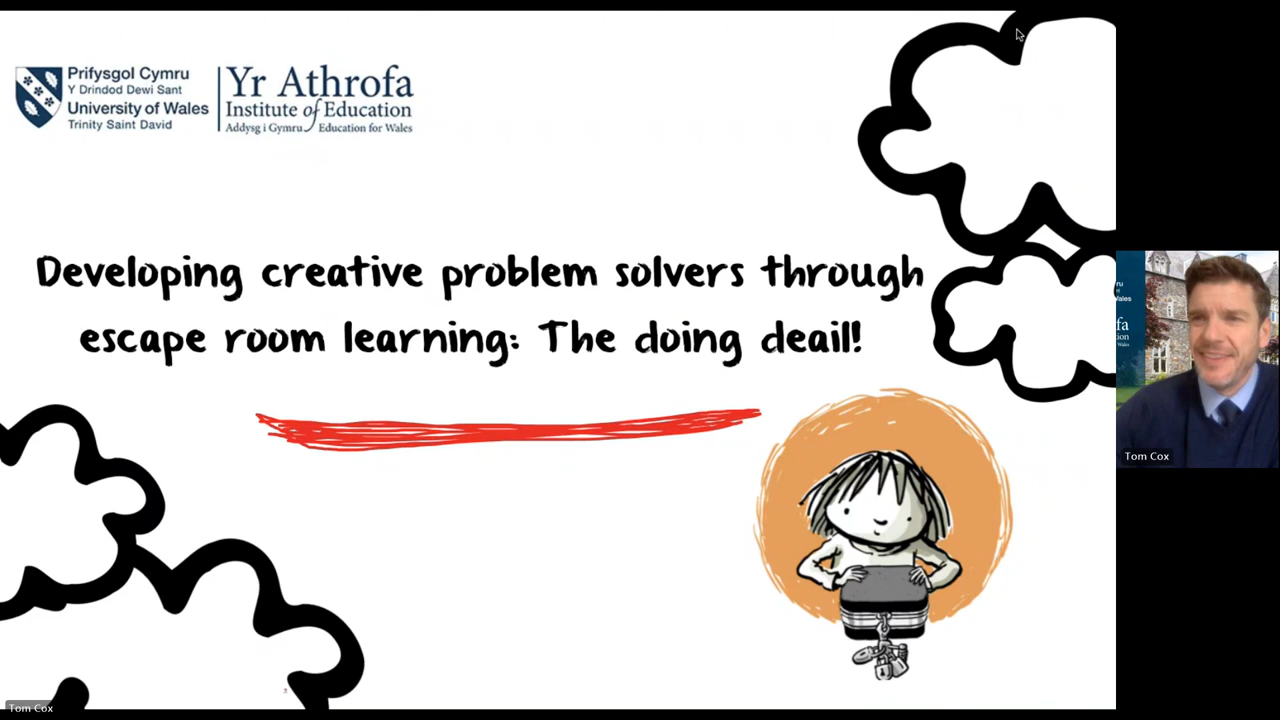 Prifysgol Cymru
Y Drindod Dewi Sant
University of Wales
Trinity Saint David
Yr Athrofa
Institute of Education
Addysg i Gymru Education for Wales
Developing creative problem solvers through
escape room learning: The doing deail!
Tom Cox
Tom Cox